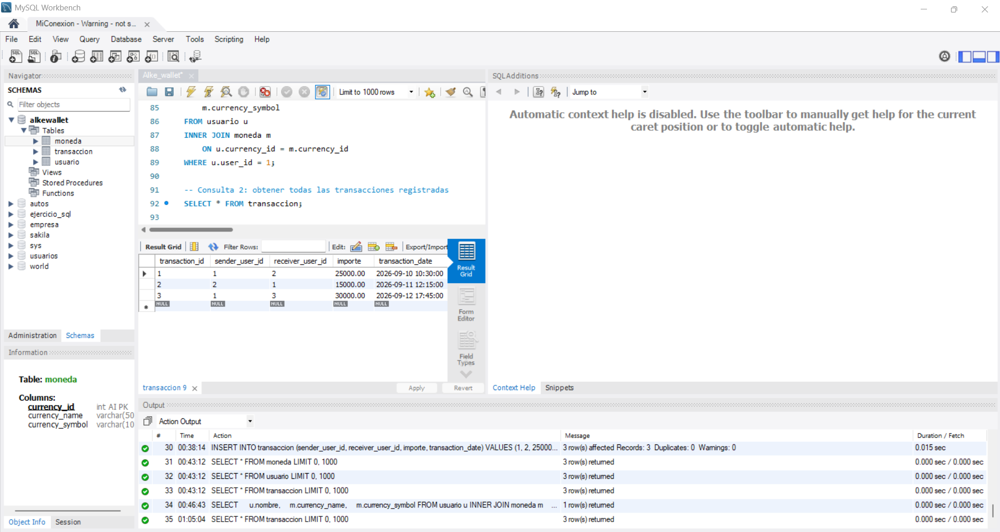 MySQL Workbench
MiConexion - Warning - not s...
File Edit View Query Database Server Tools Scripting Help
Navigator
SCHEMAS
Filter objects
alkewallet
Tables
moneda
transaccion
usuario
Views
Stored Procedures
Functions
autos
ejercicio_sql
empresa
sakila
sys
usuarios
world
Administration Schemas
Information
Table: moneda
Columns:
currency_id int AI PK
currency_name varchar(50
currency_symbol varchar(10
Object Info Session
Alke_wallet*
Limit to 1000 rows
85 m.currency_symbol
86 FROM usuario u
87 INNER JOIN moneda m
88 ON u.currency_id = m.currency_id
89 WHERE u.user_id = 1;
90
91 -- Consulta 2: obtener todas las transacciones registradas
92 SELECT * FROM transaccion;
93
Result Grid Filter Rows: Edit: Export/Import
transaction_id sender_user_id receiver_user_id importe transaction_date
1 1 2 25000.00 2026-09-10 10:30:00
2 2 1 15000.00 2026-09-11 12:15:00
3 1 3 30000.00 2026-09-12 17:45:00
NULL NULL NULL NULL NULL
Result
Grid
Form
Editor
Field
Types
transaccion 9 Apply Revert
SQLAdditions
Jump to
Automatic context help is disabled. Use the toolbar to manually get help for the current
caret position or to toggle automatic help.
Context Help Snippets
Output
Action Output
# Time Action Message Duration / Fetch
30 00:38:14 INSERT INTO transaccion (sender_user_id, receiver_user_id, importe, transaction_date) VALUES (1, 2, 25000... 3 row(s) affected Records: 3 Duplicates: 0 Warnings: 0 0.015 sec
31 00:43:12 SELECT * FROM moneda LIMIT 0, 1000 3 row(s) returned 0.000 sec / 0.000 sec
32 00:43:12 SELECT * FROM usuario LIMIT 0, 1000 3 row(s) returned 0.000 sec / 0.000 sec
33 00:43:12 SELECT * FROM transaccion LIMIT 0, 1000 3 row(s) returned 0.000 sec / 0.000 sec
34 00:46:43 SELECT u.nombre, m.currency_name, m.currency_symbol FROM usuario u INNER JOIN moneda m ... 1 row(s) returned 0.000 sec / 0.000 sec
35 01:05:04 SELECT * FROM transaccion LIMIT 0, 1000 3 row(s) returned 0.000 sec / 0.000 sec